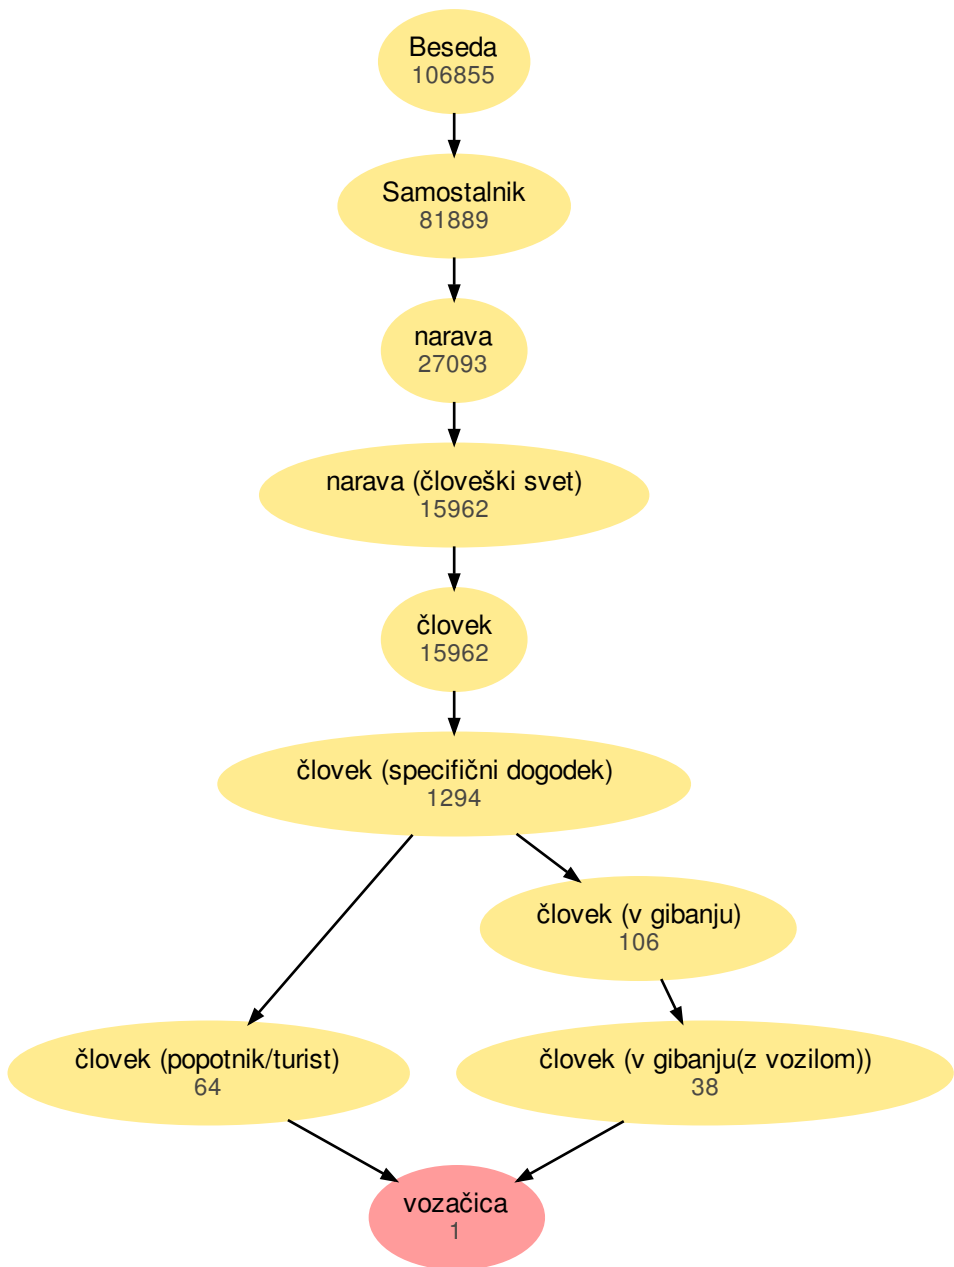 Beseda
106855
Samostalnik
81889
narava
27093
narava (človeški svet)
15962
človek
15962
človek (specifični dogodek)
1294
človek (v gibanju)
106
človek (popotnik/turist)
64
človek (v gibanju(z vozilom))
38
vozačica
1